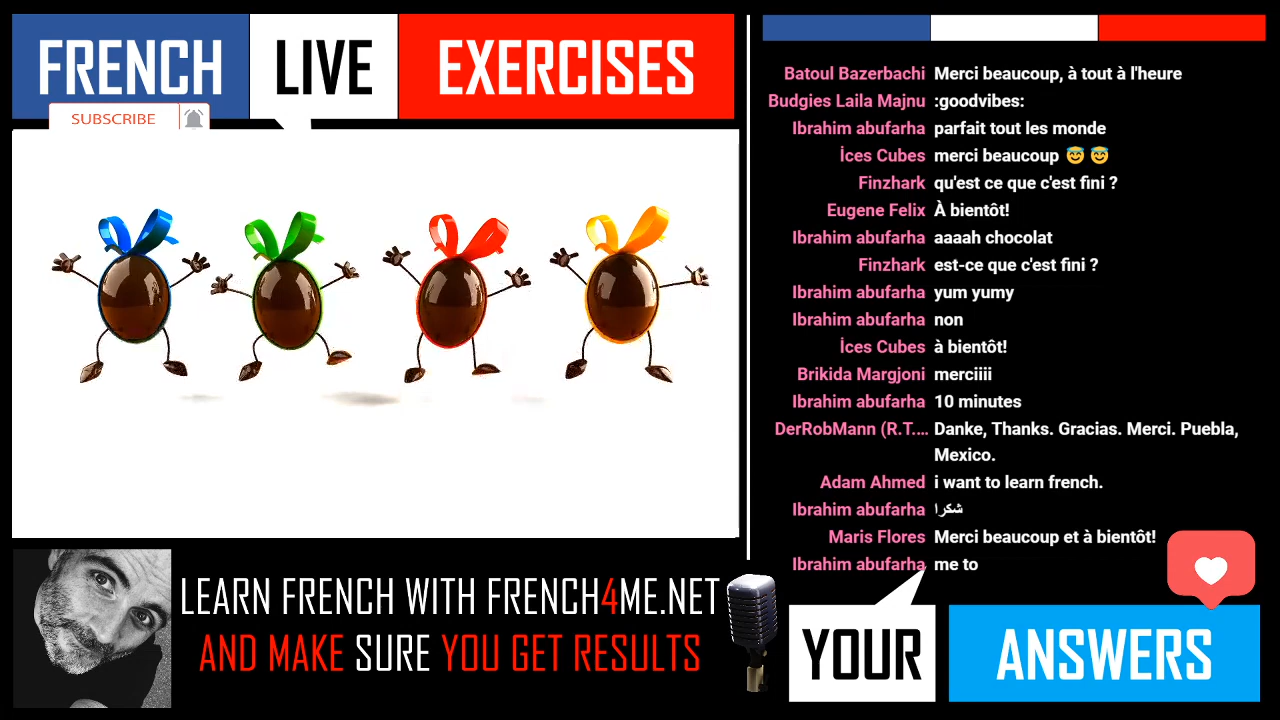 FRENCH LIVE EXERCISES
SUBSCRIBE
Batoul Bazerbachi Merci beaucoup, à tout à l'heure
Budgies Laila Majnu :goodvibes:
Ibrahim abufarha parfait tout les monde
İces Cubes merci beaucoup 😇 😇
Finzhark qu'est ce que c'est fini ?
Eugene Felix À bientôt!
Ibrahim abufarha aaaah chocolat
Finzhark est-ce que c'est fini ?
Ibrahim abufarha yum yumy
Ibrahim abufarha non
İces Cubes à bientôt!
Brikida Margjoni merciiii
Ibrahim abufarha 10 minutes
DerRobMann (R.T.... Danke, Thanks. Gracias. Merci. Puebla,
Mexico.
Adam Ahmed i want to learn french.
Ibrahim abufarha شكرا
Maris Flores Merci beaucoup et à bientôt!
Ibrahim abufarha me to
LEARN FRENCH WITH FRENCH4ME.NET
AND MAKE SURE YOU GET RESULTS
YOUR ANSWERS